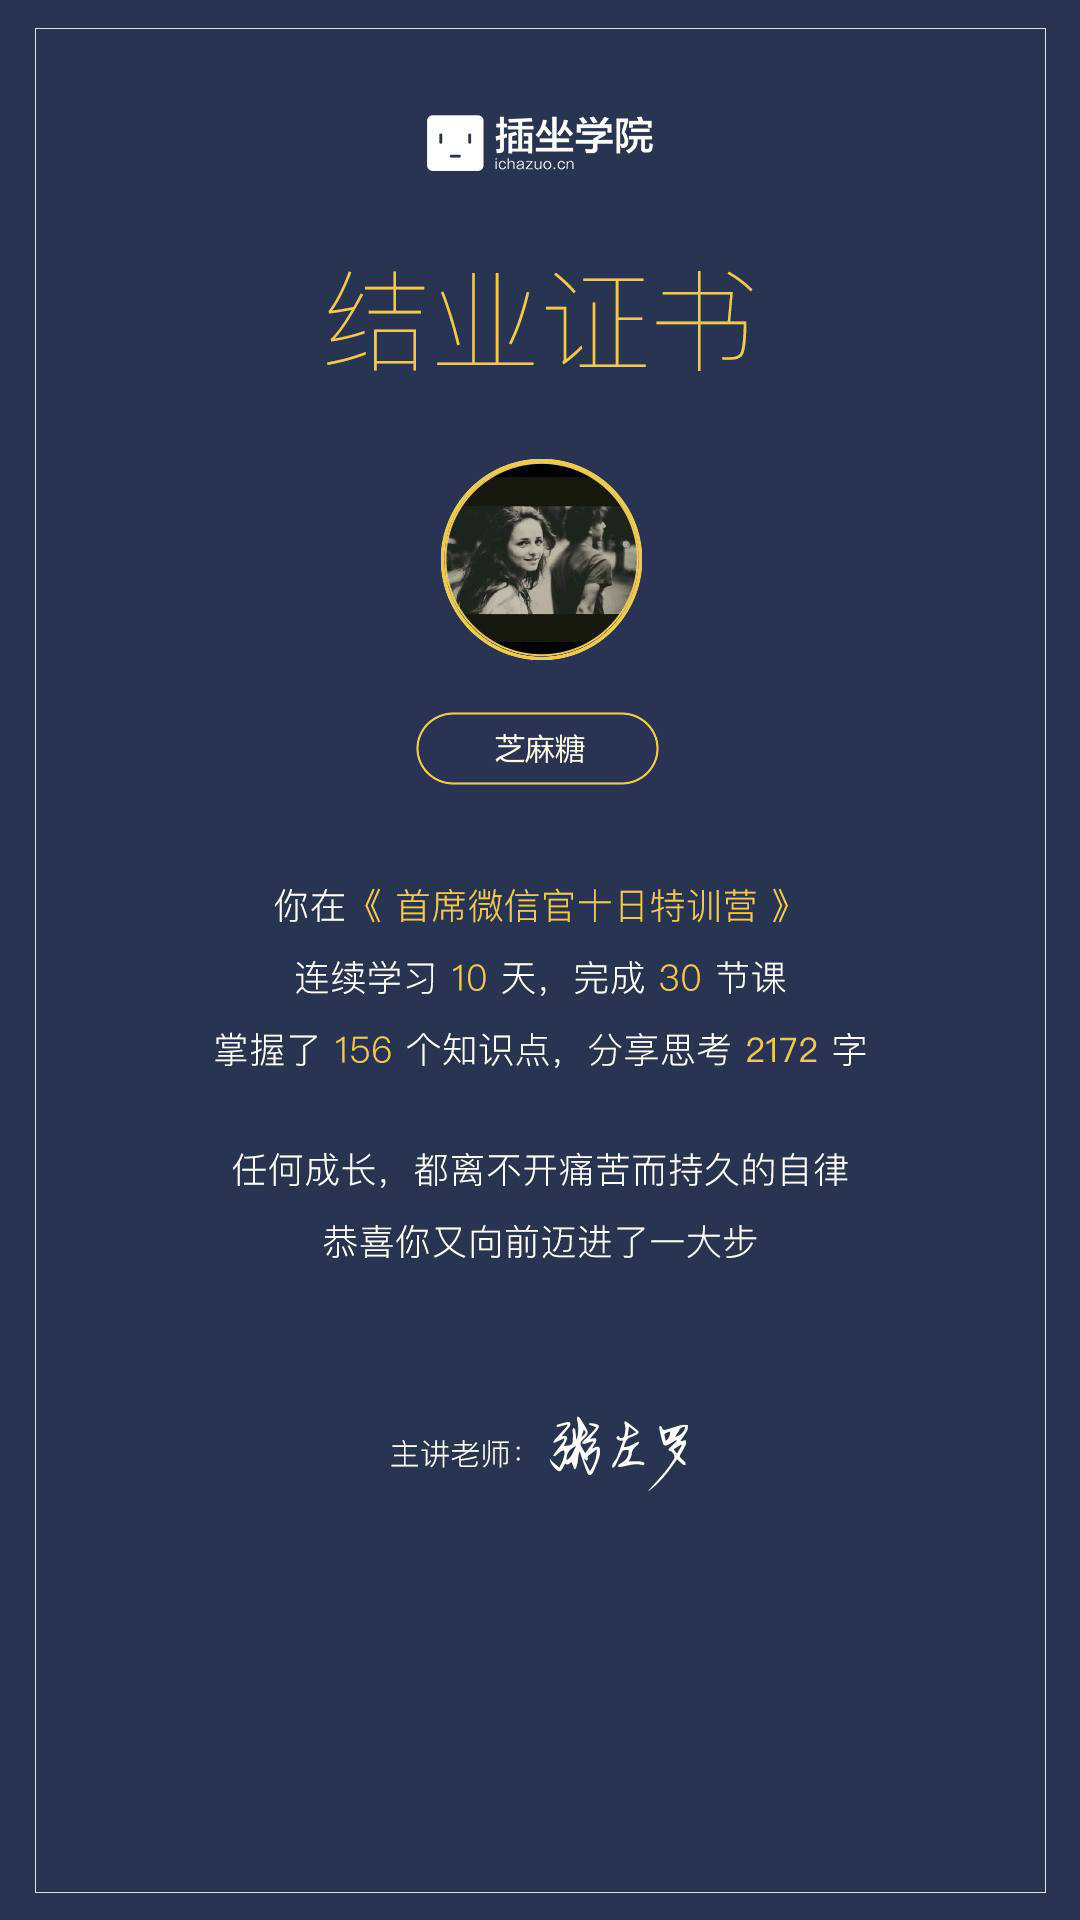 插坐学院
ichazuo.cn
结业证书
芝麻糖
你在《 首席微信官十日特训营 》
连续学习 10 天，完成 30 节课
掌握了 156 个知识点，分享思考 2172 字
任何成长，都离不开痛苦而持久的自律
恭喜你又向前迈进了一大步
主讲老师：粥左罗